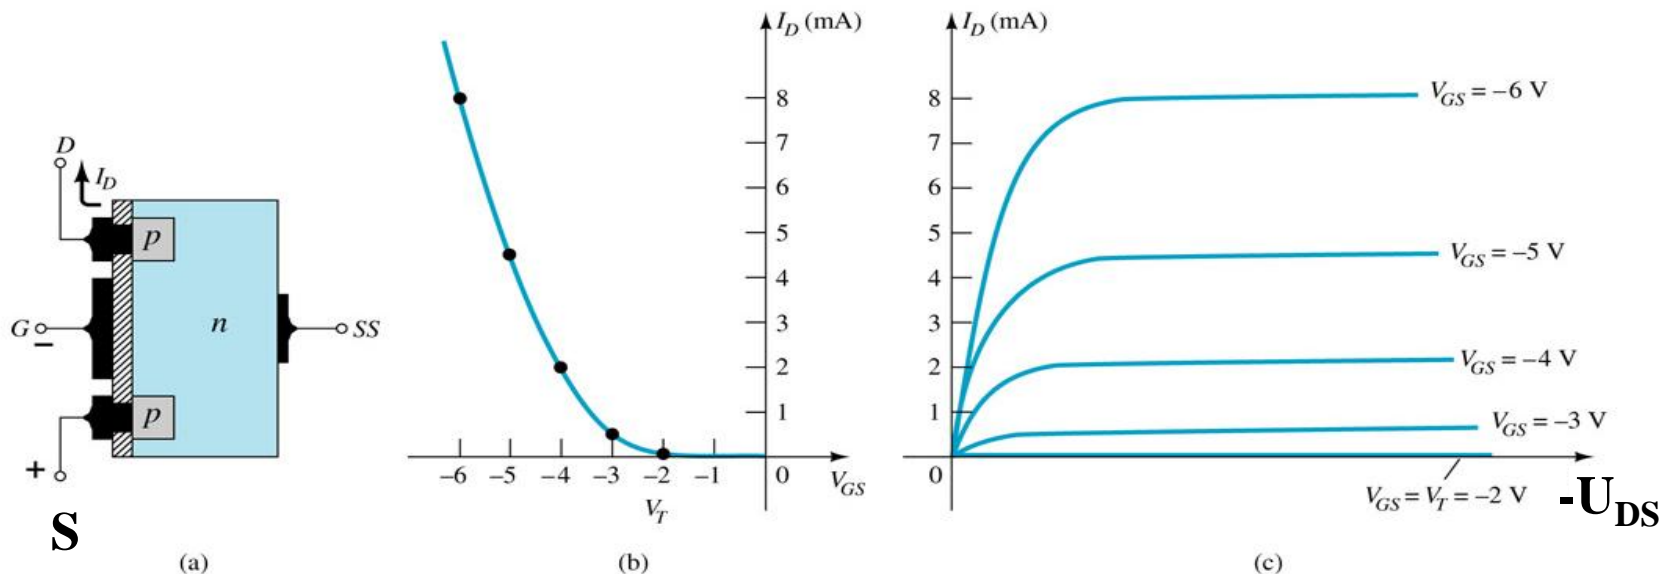 D
I_D
p
n
G
−
SS
p
+
S
(a)
I_D (mA)
8
7
6
5
4
3
2
1
0
−6 −5 −4 −3 −2 −1
V_GS
V_T
(b)
I_D (mA)
8
7
6
5
4
3
2
1
0
V_GS = −6 V
V_GS = −5 V
V_GS = −4 V
V_GS = −3 V
V_GS = V_T = −2 V
-U_DS
(c)